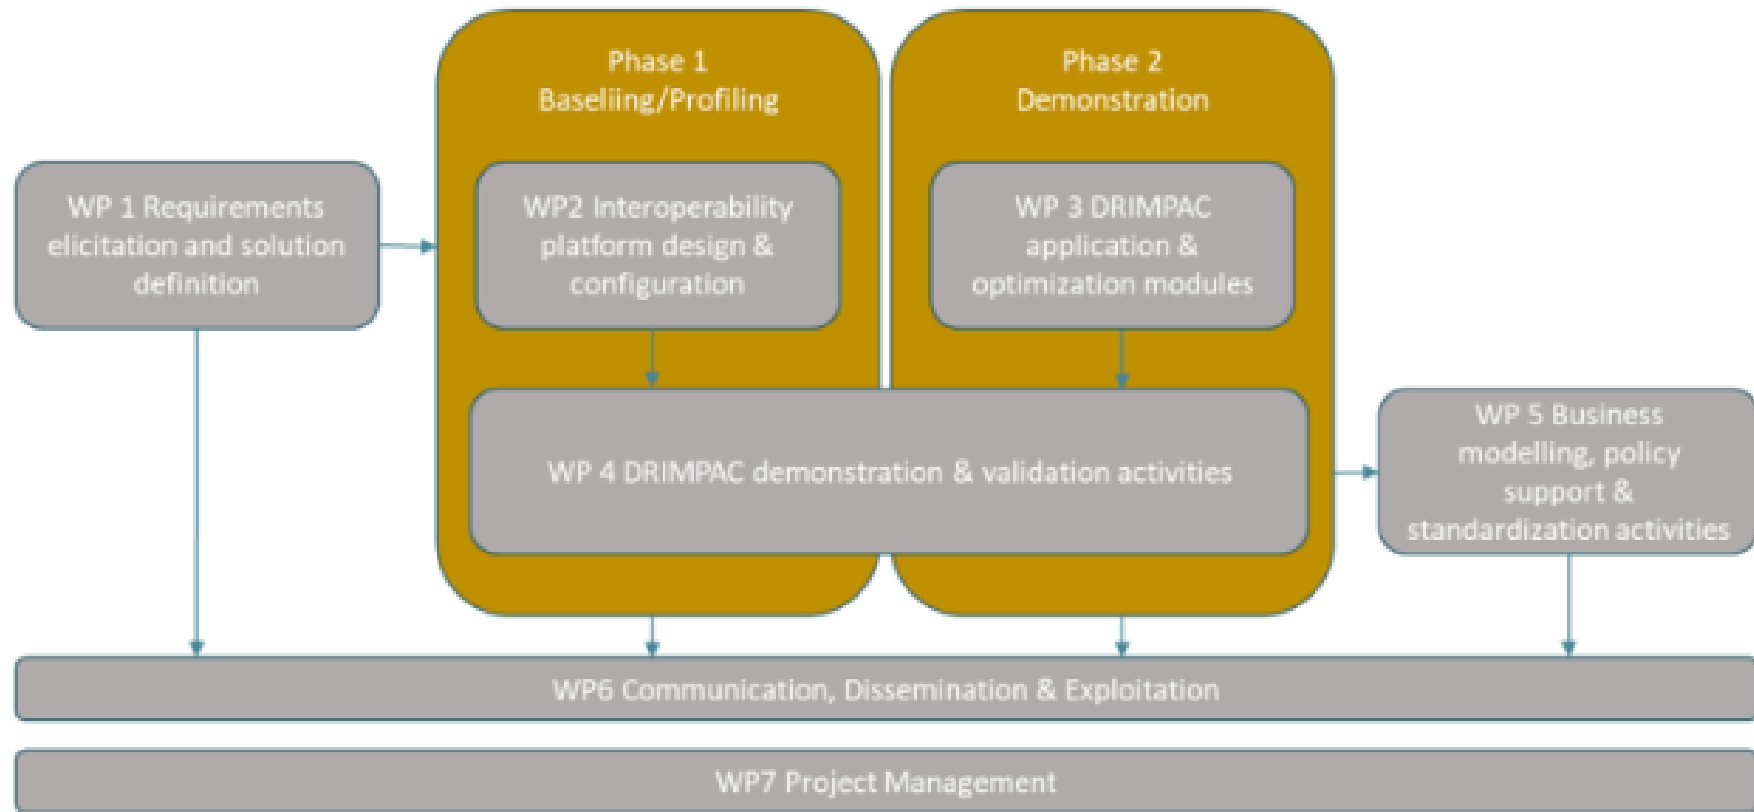 Phase 1
Baseliing/Profiling
Phase 2
Demonstration
WP 1 Requirements
elicitation and solution
definition
WP2 Interoperability
platform design &
configuration
WP 3 DRIMPAC
application &
optimization modules
WP 4 DRIMPAC demonstration & validation activities
WP 5 Business
modelling, policy
support &
standardization activities
WP6 Communication, Dissemination & Exploitation
WP7 Project Management